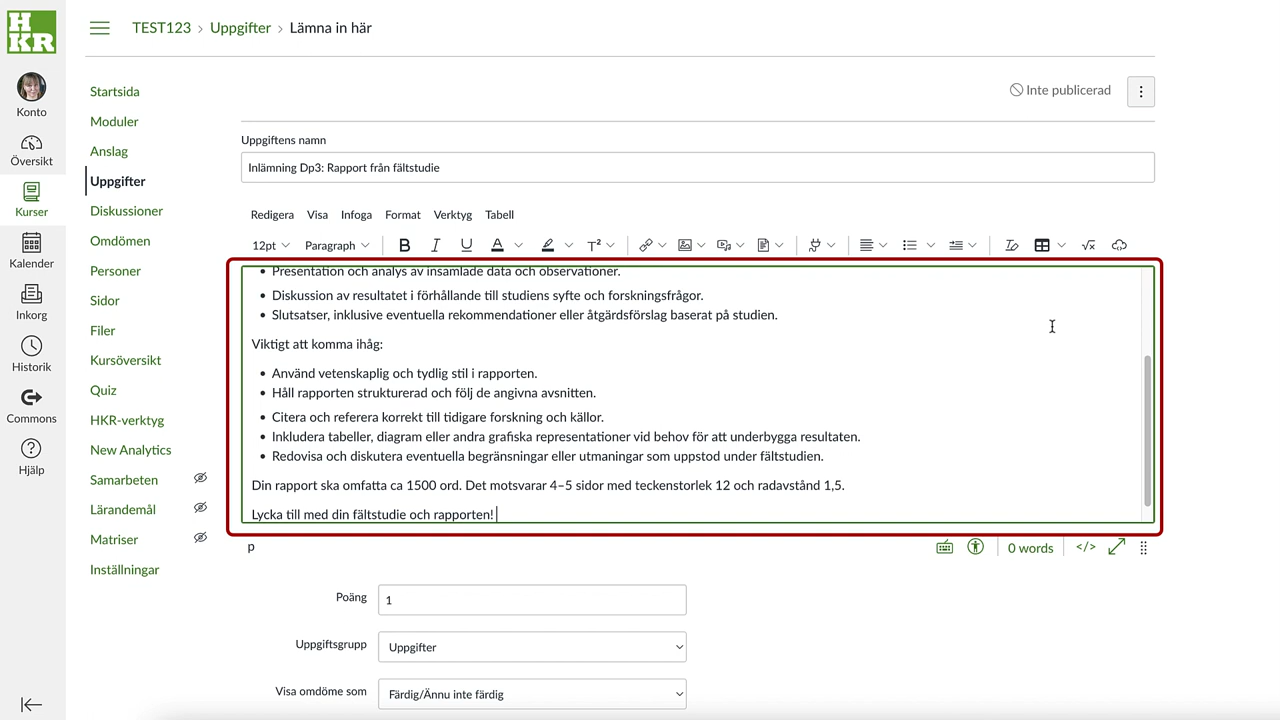 HKR
TEST123 › Uppgifter › Lämna in här
Konto
Översikt
Kurser
Kalender
Inkorg
Historik
Commons
Hjälp
Startsida
Moduler
Anslag
Uppgifter
Diskussioner
Omdömen
Personer
Sidor
Filer
Kursöversikt
Quiz
HKR-verktyg
New Analytics
Samarbeten
Lärandemål
Matriser
Inställningar
Inte publicerad
Uppgiftens namn
Inlämning Dp3: Rapport från fältstudie
Redigera Visa Infoga Format Verktyg Tabell
12pt Paragraph B I U A T²
• Presentation och analys av insamlade data och observationer.
• Diskussion av resultatet i förhållande till studiens syfte och forskningsfrågor.
• Slutsatser, inklusive eventuella rekommendationer eller åtgärdsförslag baserat på studien.
Viktigt att komma ihåg:
• Använd vetenskaplig och tydlig stil i rapporten.
• Håll rapporten strukturerad och följ de angivna avsnitten.
• Citera och referera korrekt till tidigare forskning och källor.
• Inkludera tabeller, diagram eller andra grafiska representationer vid behov för att underbygga resultaten.
• Redovisa och diskutera eventuella begränsningar eller utmaningar som uppstod under fältstudien.
Din rapport ska omfatta ca 1500 ord. Det motsvarar 4–5 sidor med teckenstorlek 12 och radavstånd 1,5.
Lycka till med din fältstudie och rapporten!
p
0 words </>
Poäng 1
Uppgiftsgrupp Uppgifter
Visa omdöme som Färdig/Ännu inte färdig